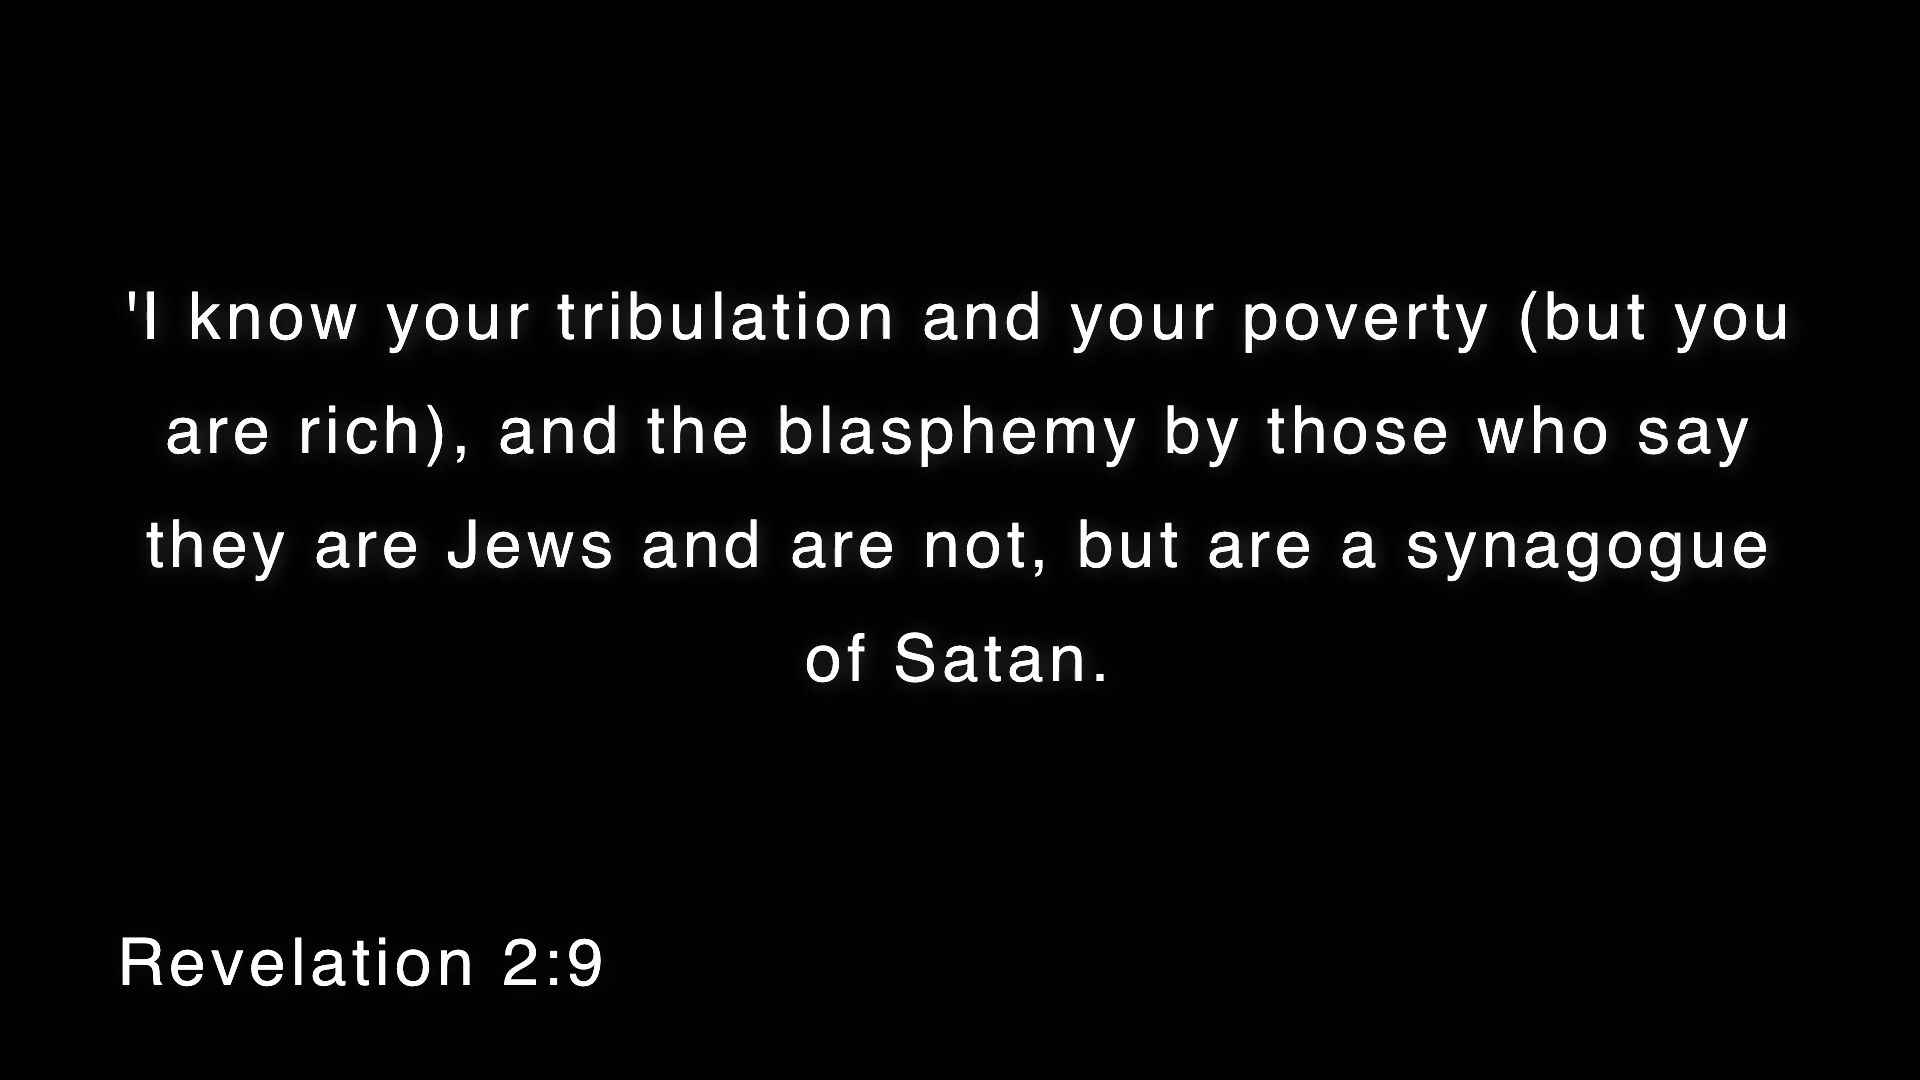 'I know your tribulation and your poverty (but you
are rich), and the blasphemy by those who say
they are Jews and are not, but are a synagogue
of Satan.
Revelation 2:9